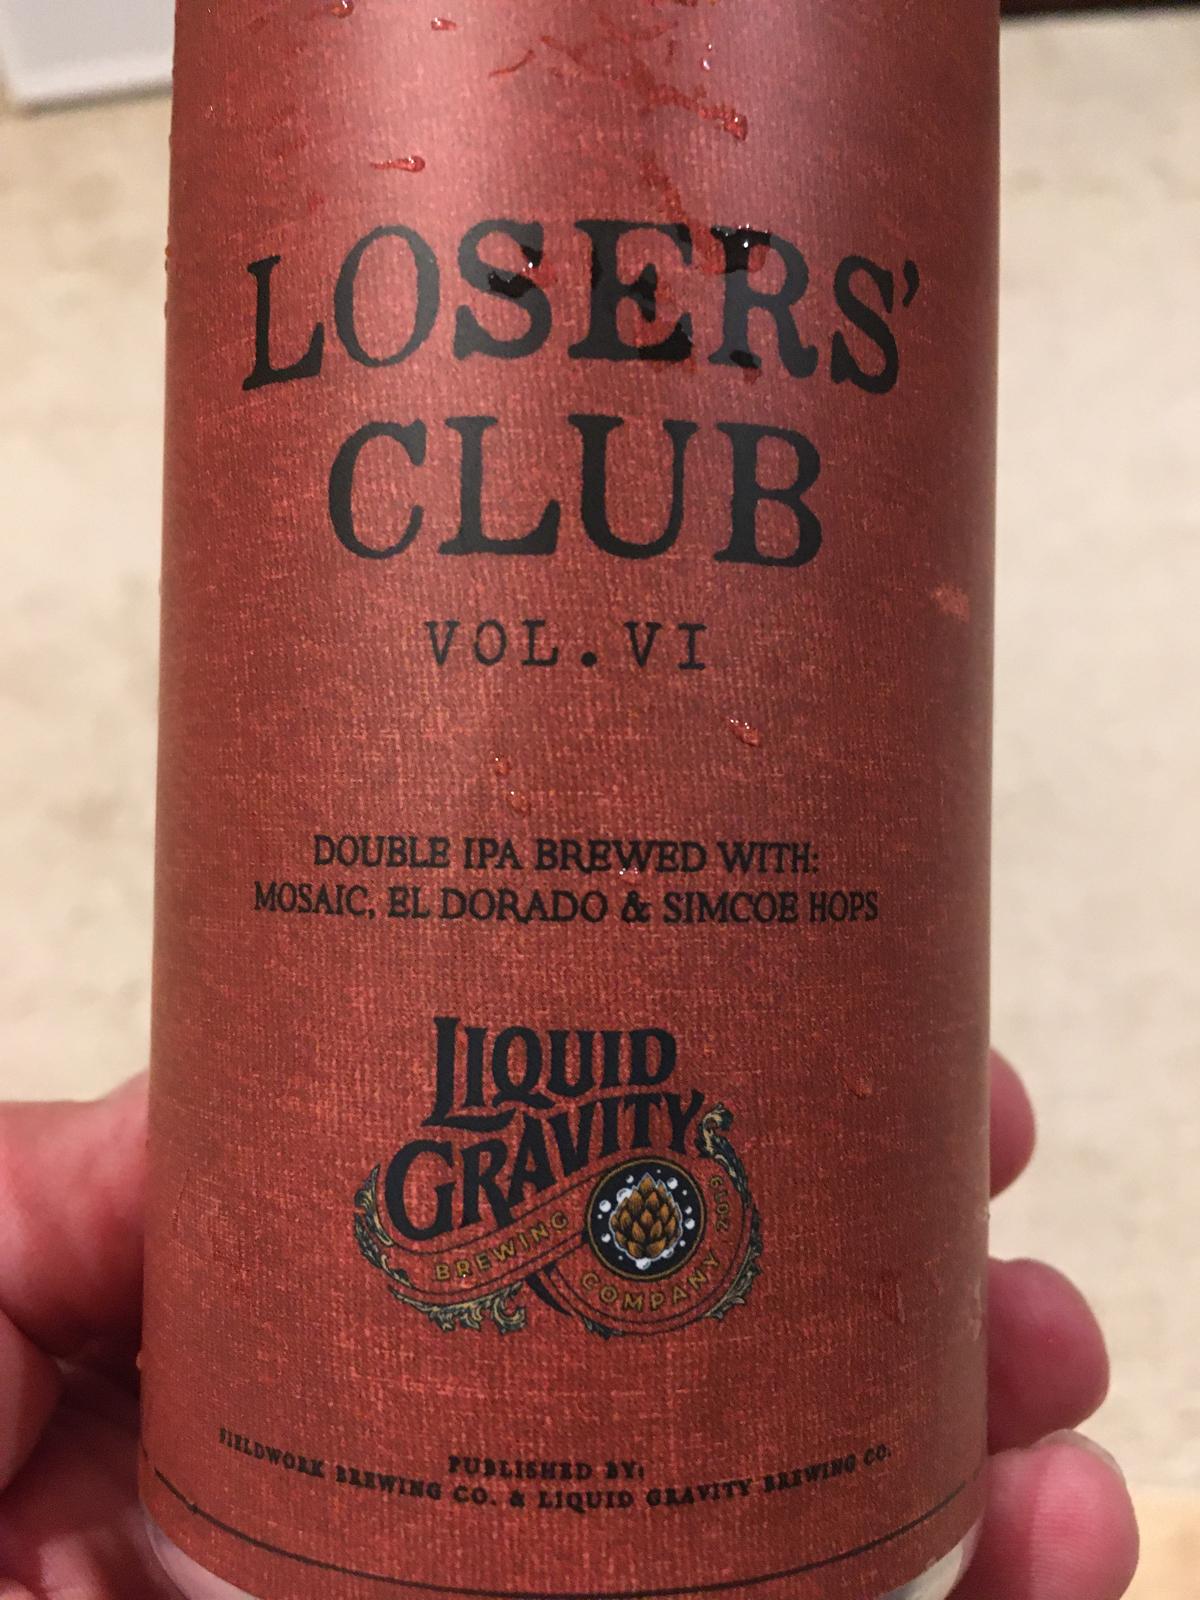 LOSERS'
CLUB
VOL. VI
DOUBLE IPA BREWED WITH:
MOSAIC, EL DORADO & SIMCOE HOPS
LIQUID
GRAVITY
BREWING
COMPANY 2019
PUBLISHED BY:
FIELDWORK BREWING CO. & LIQUID GRAVITY BREWING CO.